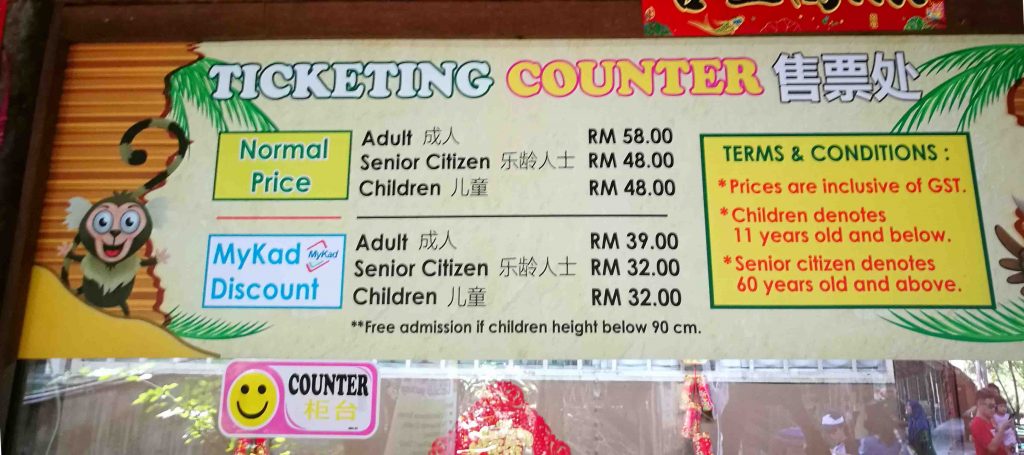 TICKETING COUNTER 售票处
Normal
Price
Adult 成人 RM 58.00
Senior Citizen 乐龄人士 RM 48.00
Children 儿童 RM 48.00
MyKad MyKad
Discount
Adult 成人 RM 39.00
Senior Citizen 乐龄人士 RM 32.00
Children 儿童 RM 32.00
**Free admission if children height below 90 cm.
TERMS & CONDITIONS :
*Prices are inclusive of GST.
*Children denotes
11 years old and below.
*Senior citizen denotes
60 years old and above.
COUNTER
柜台